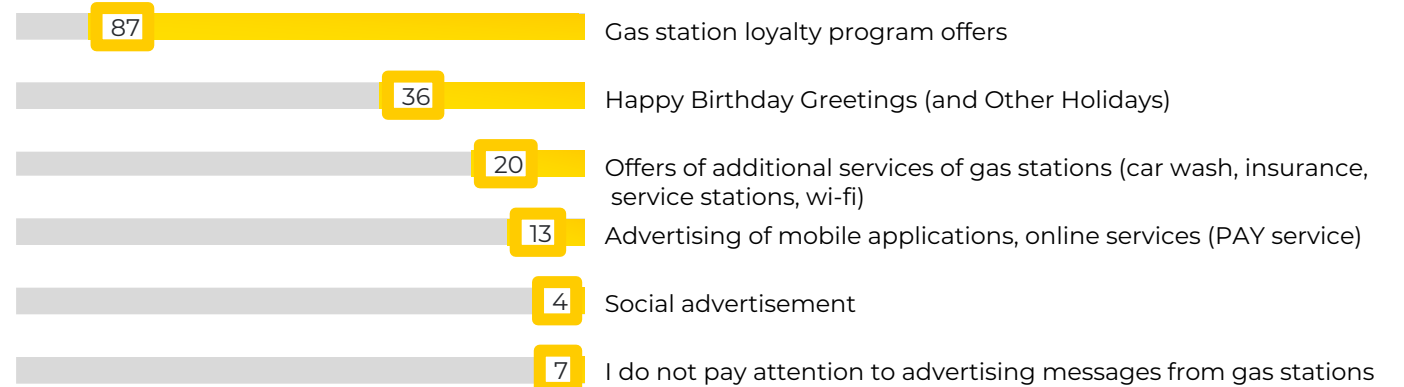 87 Gas station loyalty program offers
36 Happy Birthday Greetings (and Other Holidays)
20 Offers of additional services of gas stations (car wash, insurance,
service stations, wi-fi)
13 Advertising of mobile applications, online services (PAY service)
4 Social advertisement
7 I do not pay attention to advertising messages from gas stations